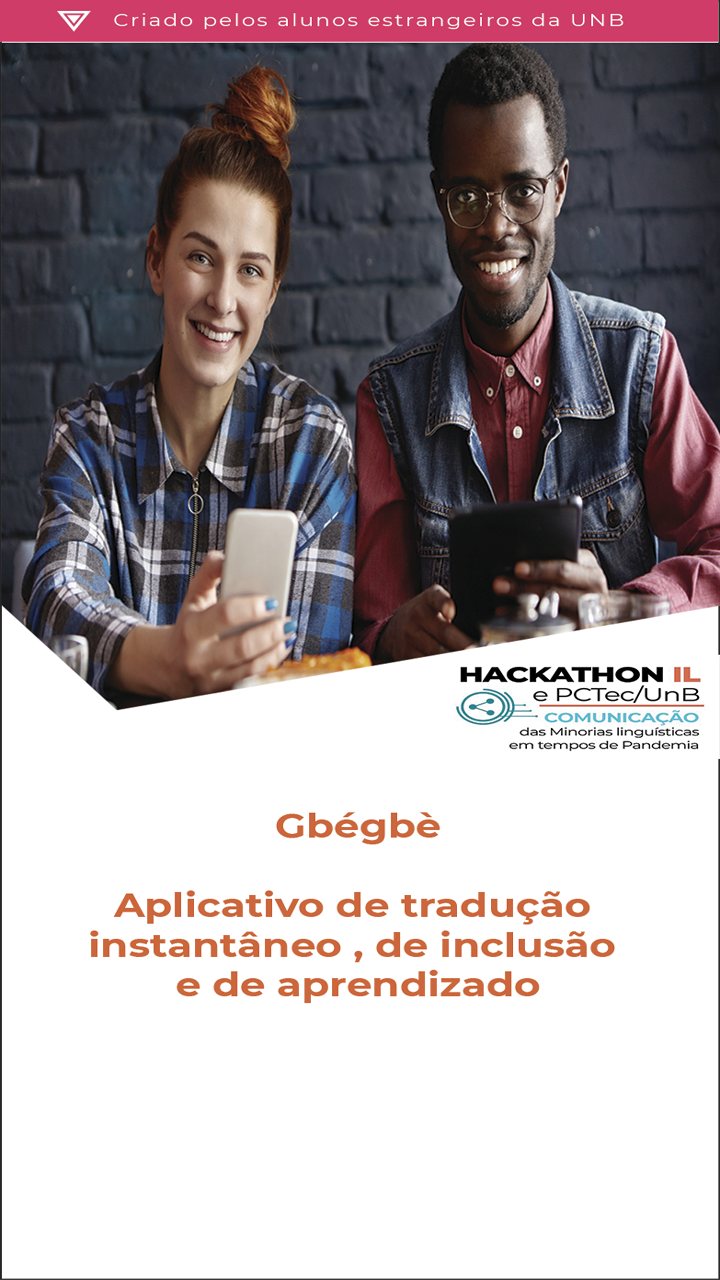 Criado pelos alunos estrangeiros da UNB
HACKATHON IL
e PCTec/UnB
COMUNICAÇÃO
das Minorias linguísticas
em tempos de Pandemia
Gbégbè
Aplicativo de tradução
instantâneo , de inclusão
e de aprendizado